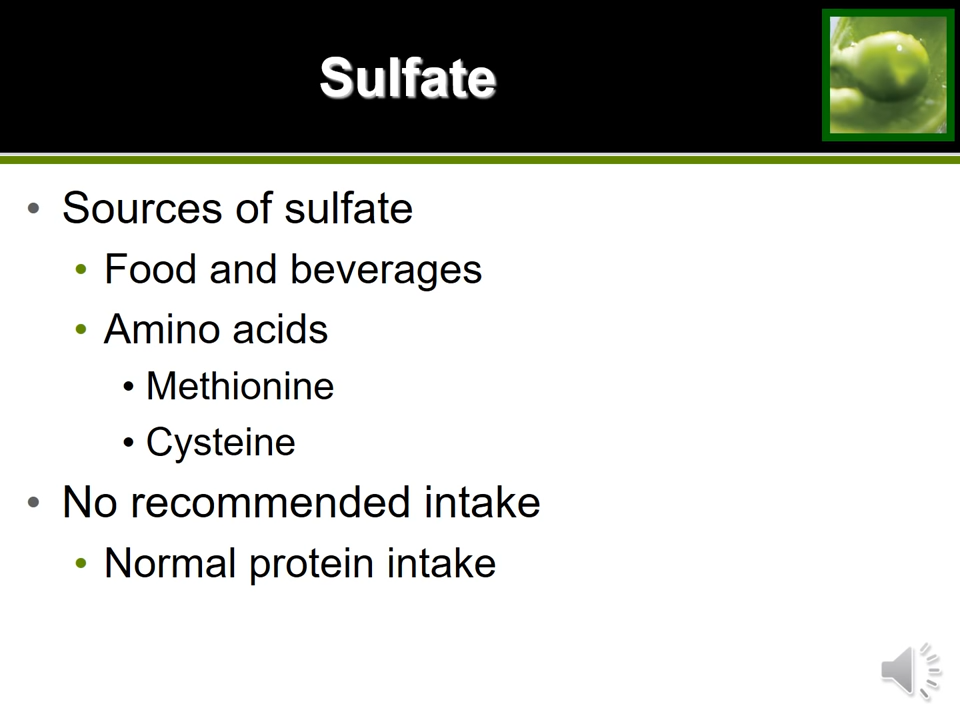 Sulfate
• Sources of sulfate
• Food and beverages
• Amino acids
• Methionine
• Cysteine
• No recommended intake
• Normal protein intake